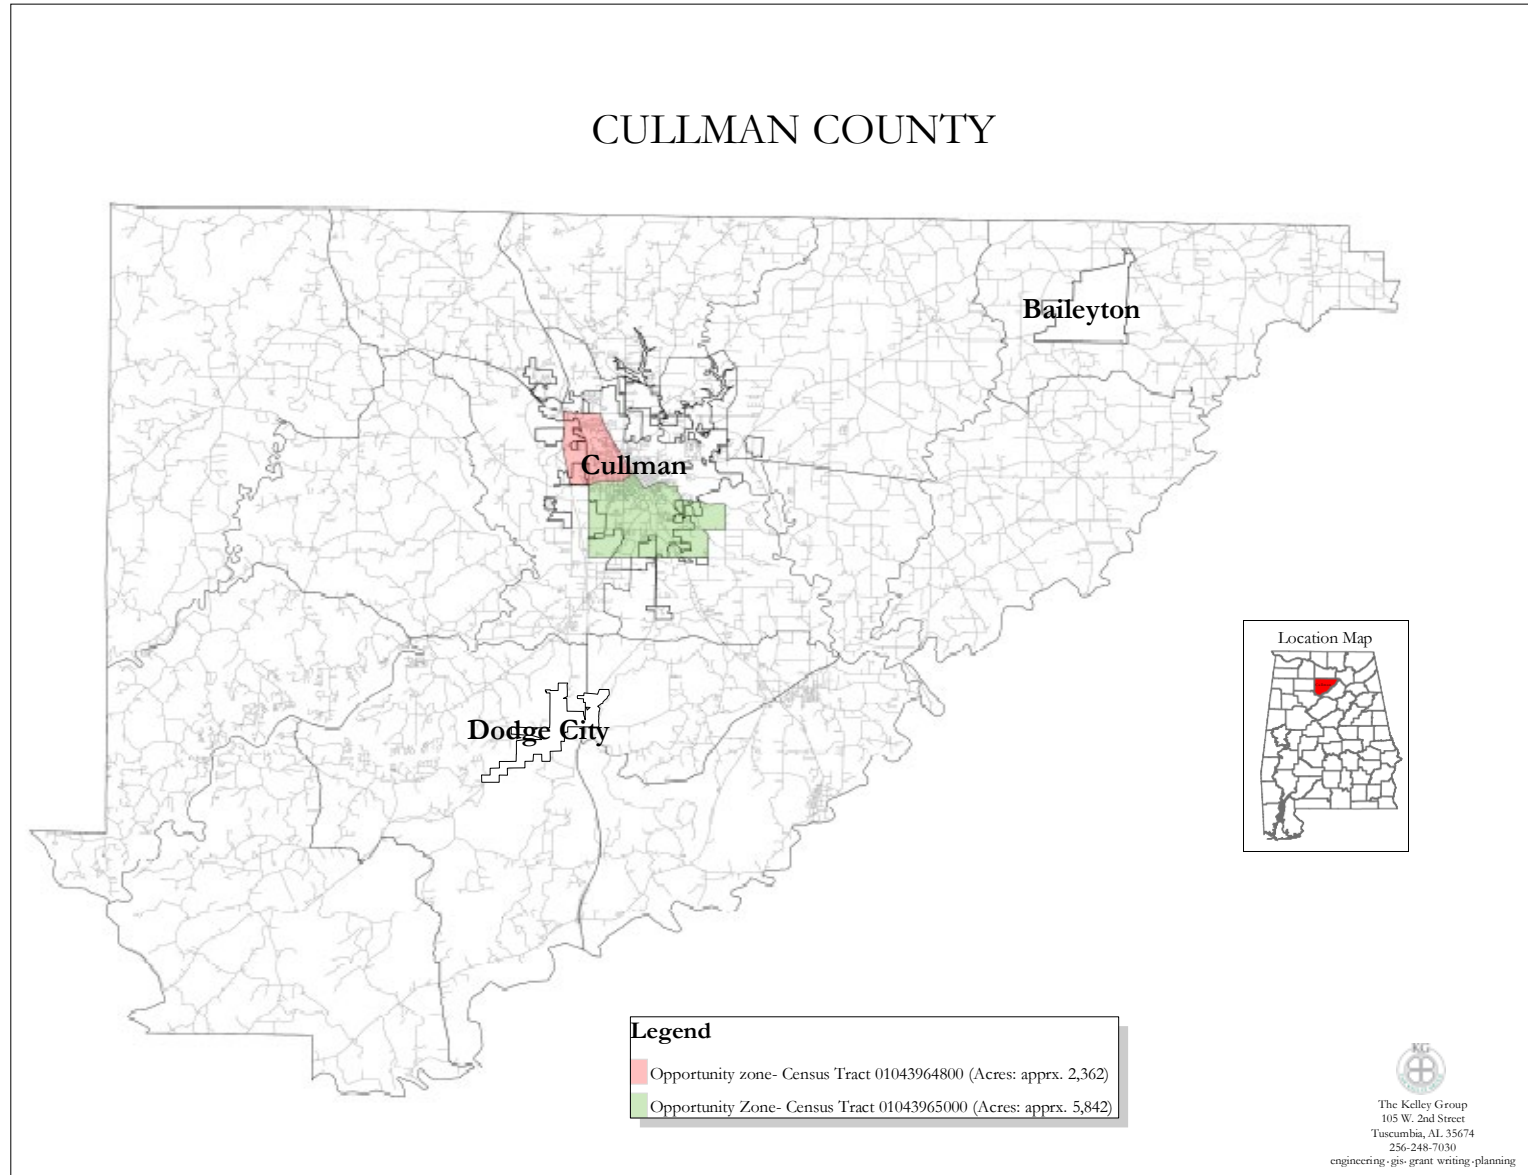 CULLMAN COUNTY
Baileyton
Cullman
Dodge City
Location Map
Legend
Opportunity zone- Census Tract 01043964800 (Acres: apprx. 2,362)
Opportunity Zone- Census Tract 01043965000 (Acres: apprx. 5,842)
KG
The Kelley Group
105 W. 2nd Street
Tuscumbia, AL 35674
256-248-7030
engineering · gis · grant writing · planning